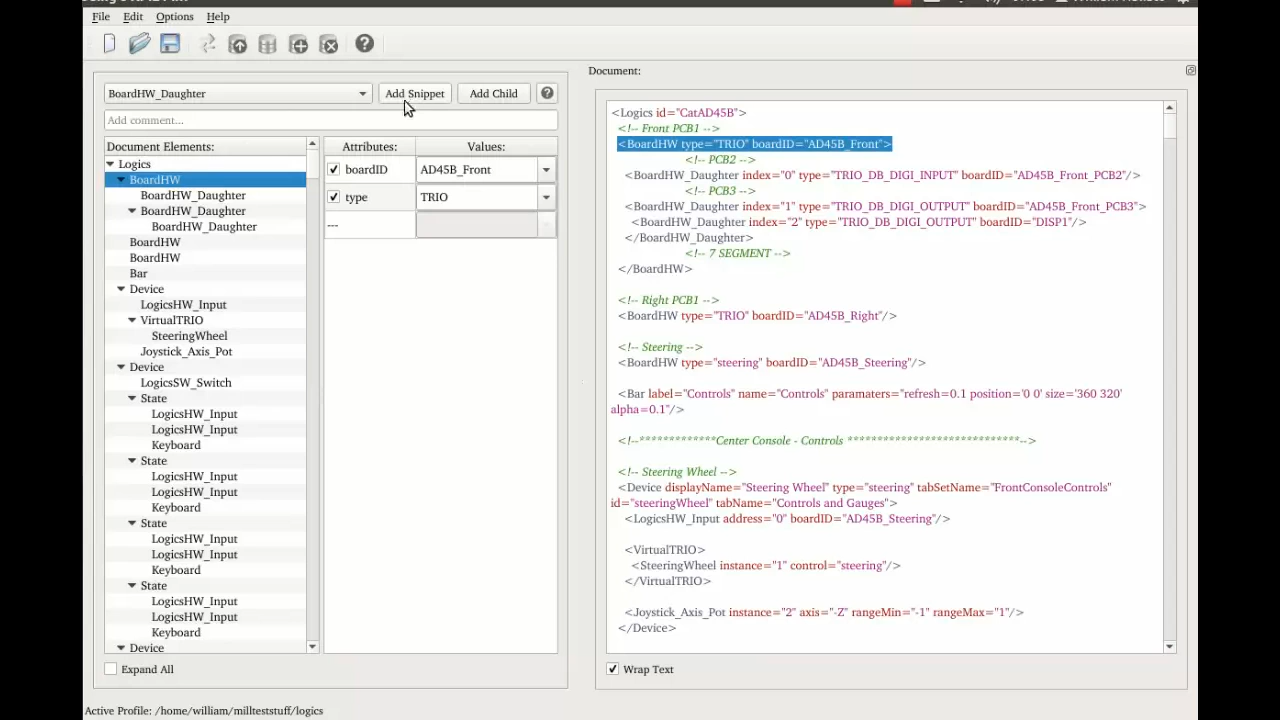 File Edit Options Help
BoardHW_Daughter
Add Snippet
Add Child
Add comment...
Document Elements:
Logics
BoardHW
BoardHW_Daughter
BoardHW_Daughter
BoardHW_Daughter
BoardHW
BoardHW
Bar
Device
LogicsHW_Input
VirtualTRIO
SteeringWheel
Joystick_Axis_Pot
Device
LogicsSW_Switch
State
LogicsHW_Input
LogicsHW_Input
Keyboard
State
LogicsHW_Input
LogicsHW_Input
Keyboard
State
LogicsHW_Input
LogicsHW_Input
Keyboard
State
LogicsHW_Input
LogicsHW_Input
Keyboard
Device
Attributes: Values:
boardID AD45B_Front
type TRIO
---
Expand All
Document:
<Logics id="CatAD45B">
<!-- Front PCB1 -->
<BoardHW type="TRIO" boardID="AD45B_Front">
<!-- PCB2 -->
<BoardHW_Daughter index="0" type="TRIO_DB_DIGI_INPUT" boardID="AD45B_Front_PCB2"/>
<!-- PCB3 -->
<BoardHW_Daughter index="1" type="TRIO_DB_DIGI_OUTPUT" boardID="AD45B_Front_PCB3">
<BoardHW_Daughter index="2" type="TRIO_DB_DIGI_OUTPUT" boardID="DISP1"/>
</BoardHW_Daughter>
<!-- 7 SEGMENT -->
</BoardHW>
<!-- Right PCB1 -->
<BoardHW type="TRIO" boardID="AD45B_Right"/>
<!-- Steering -->
<BoardHW type="steering" boardID="AD45B_Steering"/>
<Bar label="Controls" name="Controls" paramaters="refresh=0.1 position='0 0' size='360 320'
alpha=0.1"/>
<!--*************Center Console - Controls *****************************-->
<!-- Steering Wheel -->
<Device displayName="Steering Wheel" type="steering" tabSetName="FrontConsoleControls"
id="steeringWheel" tabName="Controls and Gauges">
<LogicsHW_Input address="0" boardID="AD45B_Steering"/>
<VirtualTRIO>
<SteeringWheel instance="1" control="steering"/>
</VirtualTRIO>
<Joystick_Axis_Pot instance="2" axis="-Z" rangeMin="-1" rangeMax="1"/>
</Device>
Wrap Text
Active Profile: /home/william/millteststuff/logics